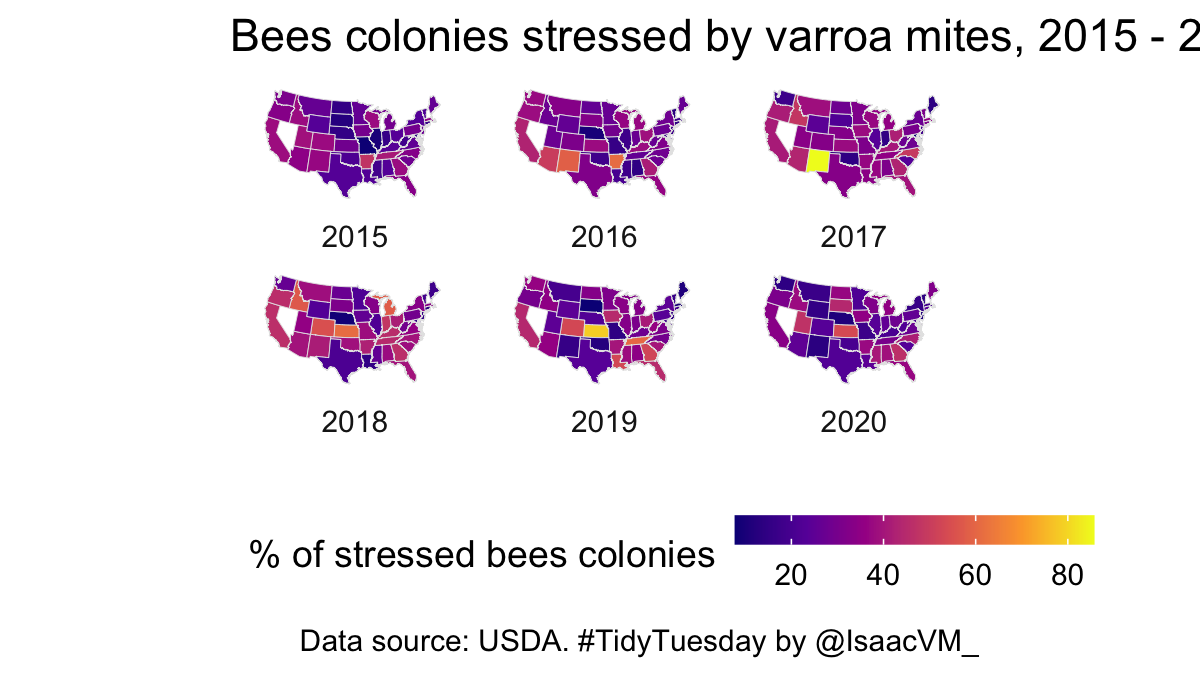 Bees colonies stressed by varroa mites, 2015 - 2
2015 2016 2017
2018 2019 2020
% of stressed bees colonies
20 40 60 80
Data source: USDA. #TidyTuesday by @IsaacVM_